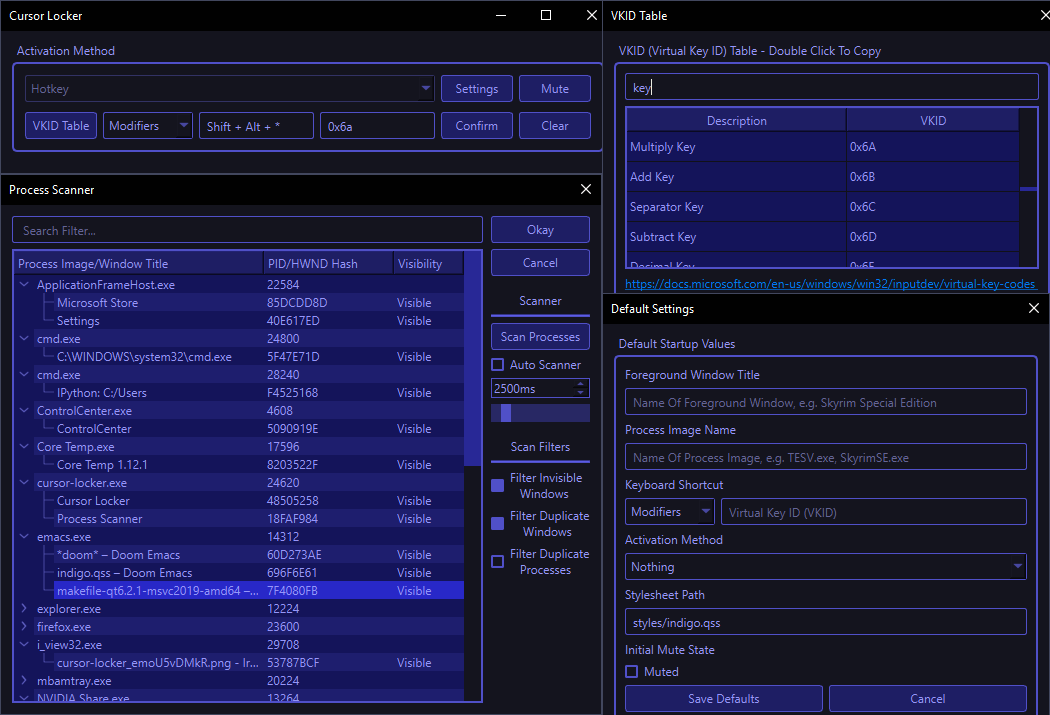 Cursor Locker
Activation Method
Hotkey
Settings
Mute
VKID Table
Modifiers
Shift + Alt + *
0x6a
Confirm
Clear
Process Scanner
Search Filter...
Okay
Process Image/Window Title PID/HWND Hash Visibility
ApplicationFrameHost.exe 22584
Microsoft Store 85DCDD8D Visible
Settings 40E617ED Visible
cmd.exe 24800
C:\WINDOWS\system32\cmd.exe 5F47E71D Visible
cmd.exe 28240
IPython: C:/Users F4525168 Visible
ControlCenter.exe 4608
ControlCenter 5090919E Visible
Core Temp.exe 17596
Core Temp 1.12.1 8203522F Visible
cursor-locker.exe 24620
Cursor Locker 48505258 Visible
Process Scanner 18FAF984 Visible
emacs.exe 14312
*doom* – Doom Emacs 60D273AE Visible
indigo.qss – Doom Emacs 696F6E61 Visible
makefile-qt6.2.1-msvc2019-amd64 –... 7F4080FB Visible
explorer.exe 12224
firefox.exe 23600
i_view32.exe 29708
cursor-locker_emoU5vDMkR.png - Ir... 53787BCF Visible
mbamtray.exe 20224
NVIDIA Share.exe 13264
Cancel
Scanner
Scan Processes
Auto Scanner
2500ms
Scan Filters
Filter Invisible
Windows
Filter Duplicate
Windows
Filter Duplicate
Processes
VKID Table
VKID (Virtual Key ID) Table - Double Click To Copy
key
Description VKID
Multiply Key 0x6A
Add Key 0x6B
Separator Key 0x6C
Subtract Key 0x6D
Decimal Key 0x6E
https://docs.microsoft.com/en-us/windows/win32/inputdev/virtual-key-codes
Default Settings
Default Startup Values
Foreground Window Title
Name Of Foreground Window, e.g. Skyrim Special Edition
Process Image Name
Name Of Process Image, e.g. TESV.exe, SkyrimSE.exe
Keyboard Shortcut
Modifiers
Virtual Key ID (VKID)
Activation Method
Nothing
Stylesheet Path
styles/indigo.qss
Initial Mute State
Muted
Save Defaults
Cancel